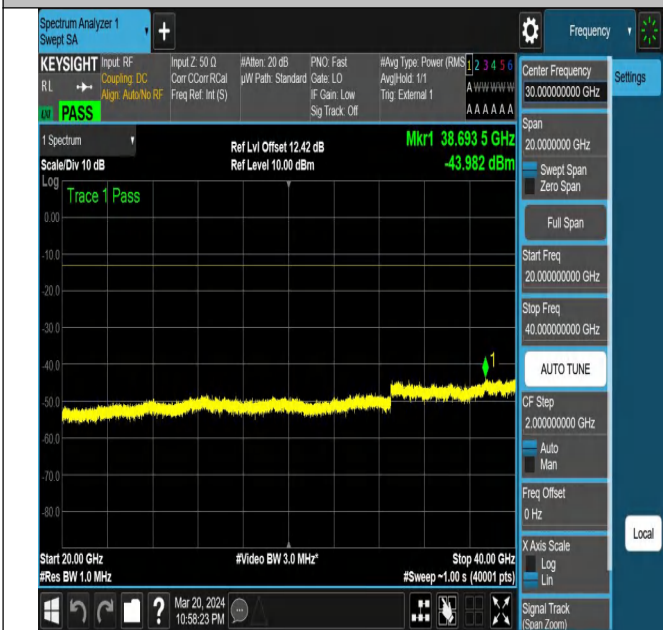 Spectrum Analyzer 1
Swept SA
+
Frequency
KEYSIGHT
RL
LXI
PASS
Input: RF
Coupling: DC
Align: Auto/No RF
Input Z: 50 Ω
Corr CCorr RCal
Freq Ref: Int (S)
#Atten: 20 dB
µW Path: Standard
PNO: Fast
Gate: LO
IF Gain: Low
Sig Track: Off
#Avg Type: Power (RMS
Avg|Hold: 1/1
Trig: External 1
1 2 3 4 5 6
A W W W W W
A A A A A A
1 Spectrum
Scale/Div 10 dB
Log
Ref Lvl Offset 12.42 dB
Ref Level 10.00 dBm
Mkr1 38.693 5 GHz
-43.982 dBm
Trace 1 Pass
0.00
-10.0
-20.0
-30.0
-40.0
-50.0
-60.0
-70.0
-80.0
1
Start 20.00 GHz
#Res BW 1.0 MHz
#Video BW 3.0 MHz*
Stop 40.00 GHz
#Sweep ~1.00 s (40001 pts)
Mar 20, 2024
10:58:23 PM
?
Center Frequency
30.000000000 GHz
Settings
Span
20.0000000 GHz
Swept Span
Zero Span
Full Span
Start Freq
20.000000000 GHz
Stop Freq
40.000000000 GHz
AUTO TUNE
CF Step
2.000000000 GHz
Auto
Man
Freq Offset
0 Hz
Local
X Axis Scale
Log
Lin
Signal Track
(Span Zoom)